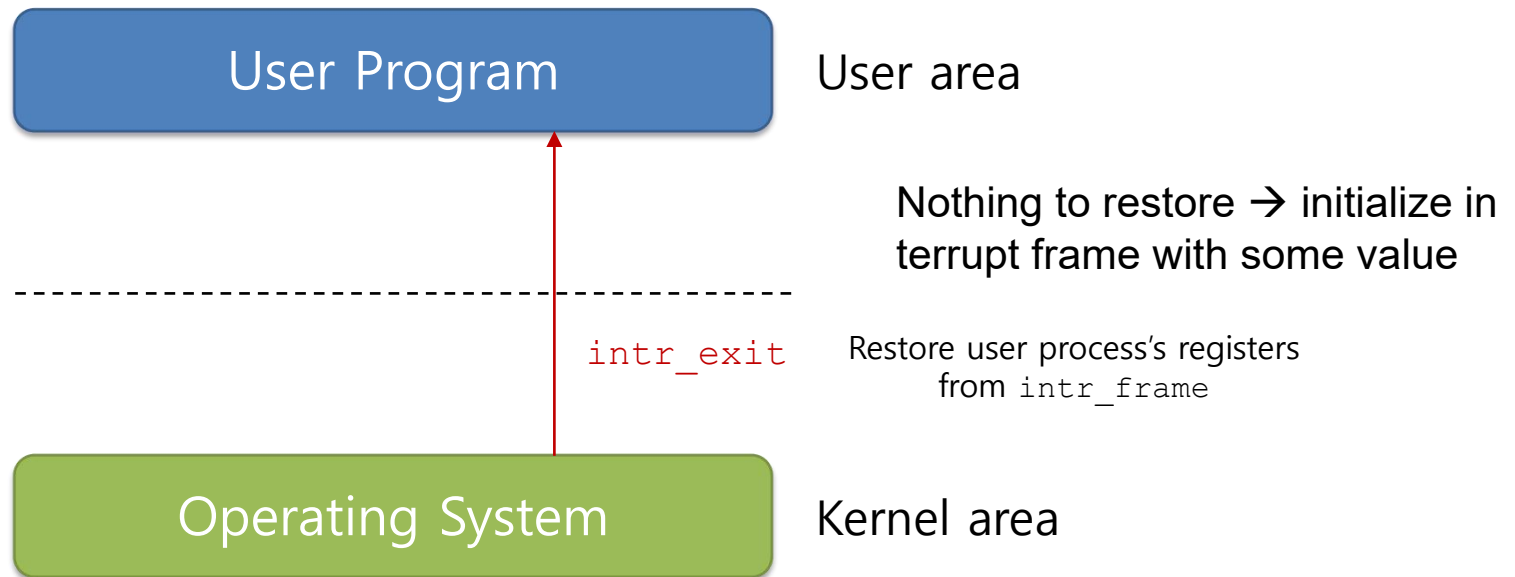 User Program
User area
Nothing to restore → initialize in
terrupt frame with some value
intr_exit
Restore user process’s registers
from intr_frame
Operating System
Kernel area